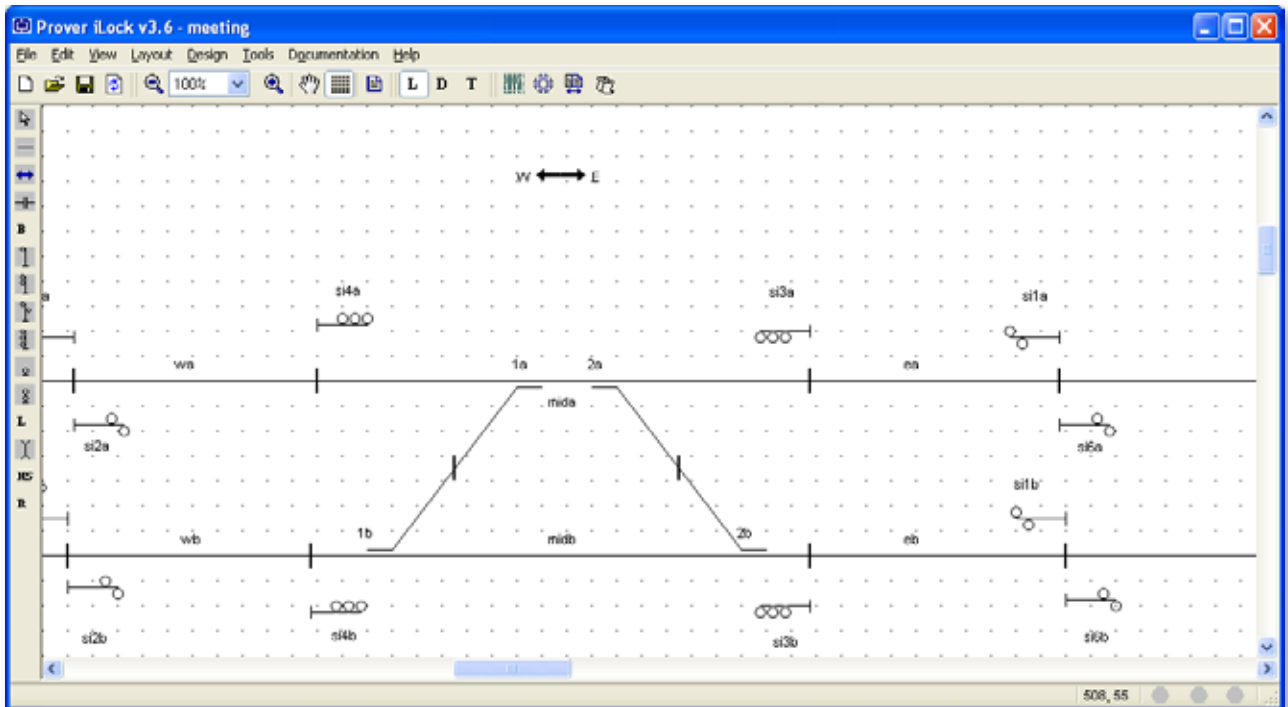 Prover iLock v3.6 - meeting
File Edit View Layout Design Tools Documentation Help
100% L D T
W E
B
si4a si3a si1a
a
wa 1a 2a ea
mida
L
si2a si6a
si1b
R
wb 1b midb 2b eb
si2b si4b si3b si6b
508, 55